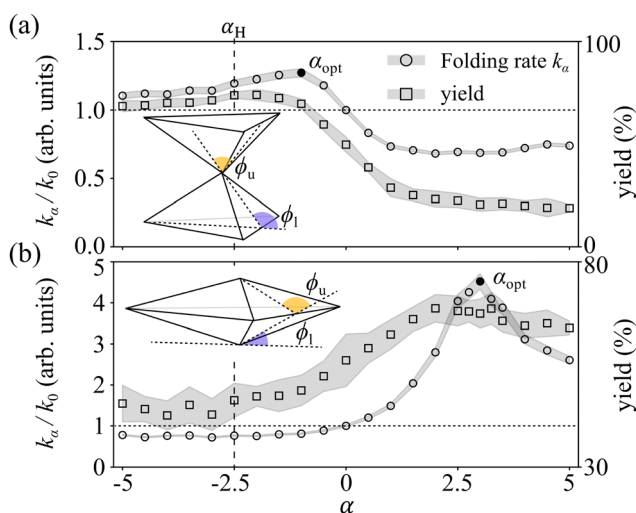 (a)
α_H
1.5
1.0
0.5
0.0
k_α / k_0 (arb. units)
α_opt
Folding rate k_α
yield
ϕ_u
ϕ_l
100
0
yield (%)
(b)
5
4
3
2
1
0
k_α / k_0 (arb. units)
ϕ_u
ϕ_l
α_opt
80
30
yield (%)
-5
-2.5
0
2.5
5
α